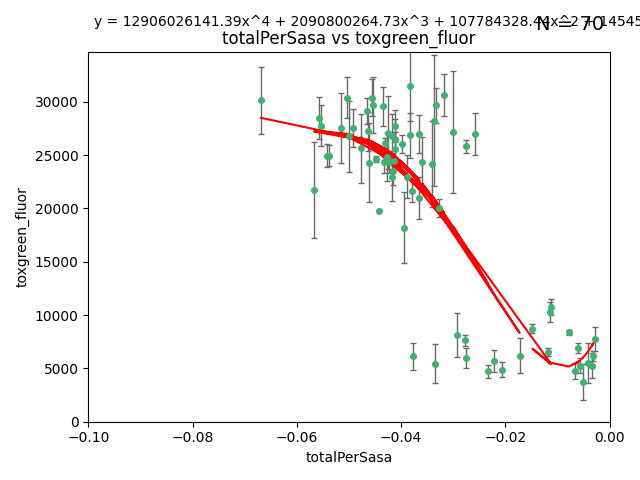 y = 12906026141.39x^4 + 2090800264.73x^3 + 107784328.44x^2 + 14545
N = 70
totalPerSasa vs toxgreen_fluor
30000
25000
20000
15000
10000
5000
0
toxgreen_fluor
−0.10 −0.08 −0.06 −0.04 −0.02 0.00
totalPerSasa